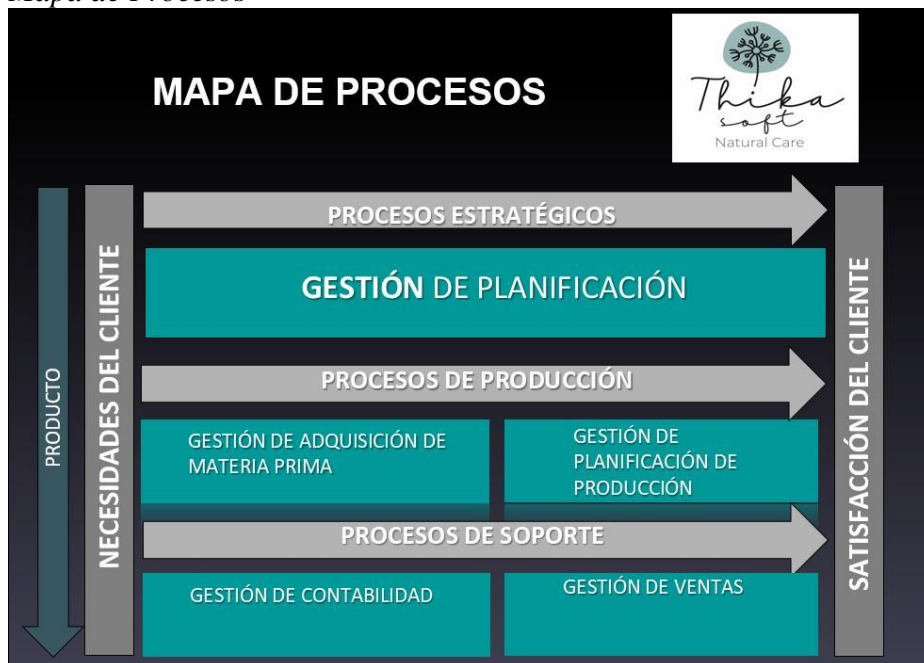 Mapa de Procesos
MAPA DE PROCESOS
Thika
soft
Natural Care
PRODUCTO
NECESIDADES DEL CLIENTE
PROCESOS ESTRATÉGICOS
GESTIÓN DE PLANIFICACIÓN
PROCESOS DE PRODUCCIÓN
GESTIÓN DE ADQUISICIÓN DE
MATERIA PRIMA
GESTIÓN DE
PLANIFICACIÓN DE
PRODUCCIÓN
PROCESOS DE SOPORTE
GESTIÓN DE CONTABILIDAD
GESTIÓN DE VENTAS
SATISFACCIÓN DEL CLIENTE